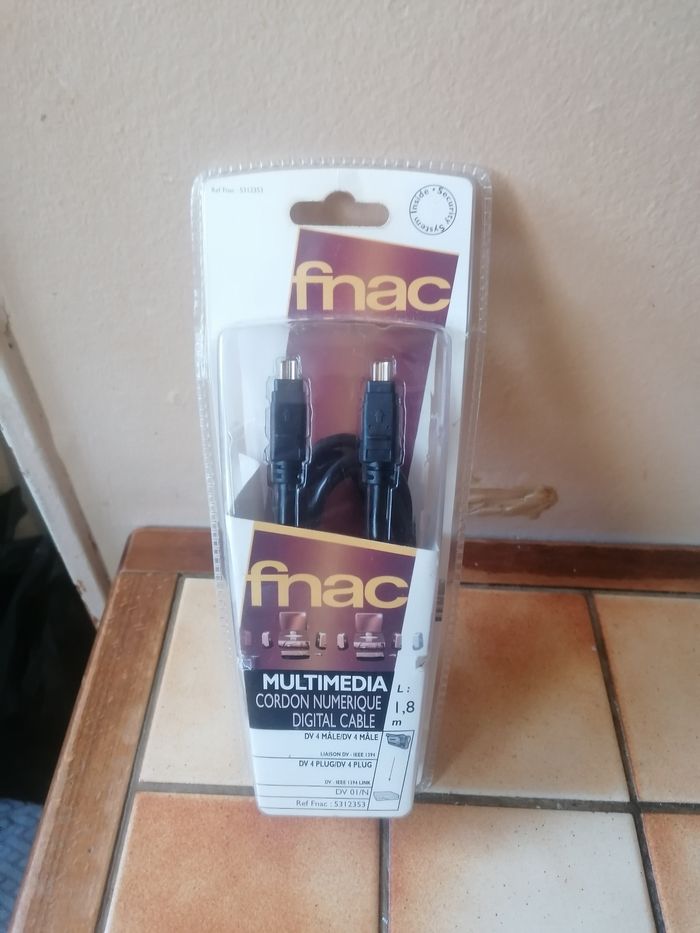 Ref Fnac : 5312353
Security System Inside •
fnac
fnac
MULTIMEDIA
CORDON NUMERIQUE
DIGITAL CABLE
L :
1,8
m
DV 4 MÂLE/DV 4 MÂLE
LIAISON DV - IEEE 1394
DV 4 PLUG/DV 4 PLUG
DV - IEEE 1394 LINK
DV 01/N
Ref Fnac : 5312353